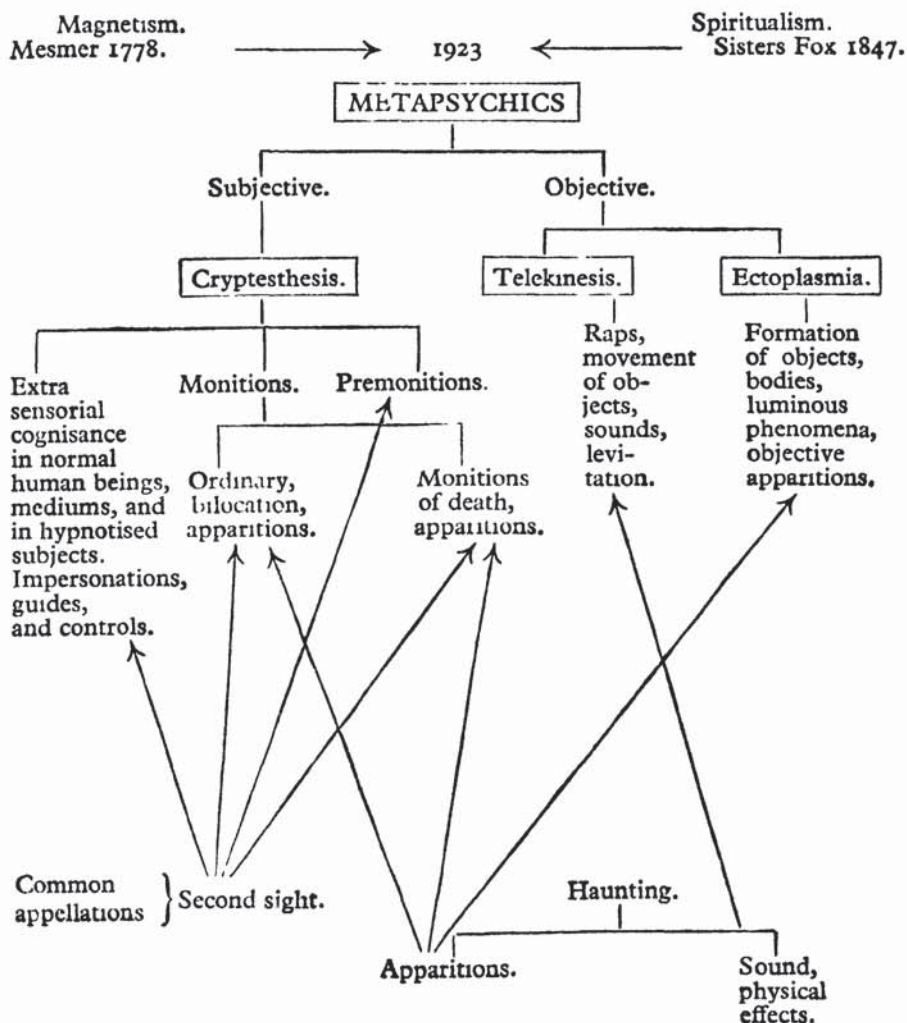 Magnetism.
Mesmer 1778.
1923
Spiritualism.
Sisters Fox 1847.
METAPSYCHICS
Subjective.
Objective.
Cryptesthesis.
Telekinesis.
Ectoplasmia.
Extra
sensorial
cognisance
in normal
human beings,
mediums, and
in hypnotised
subjects.
Impersonations,
guides,
and controls.
Monitions.
Premonitions.
Ordinary,
bilocation,
apparitions.
Monitions
of death,
apparitions.
Raps,
movement
of ob-
jects,
sounds,
levi-
tation.
Formation
of objects,
bodies,
luminous
phenomena,
objective
apparitions.
Common
appellations
} Second sight.
Haunting.
Apparitions.
Sound,
physical
effects.